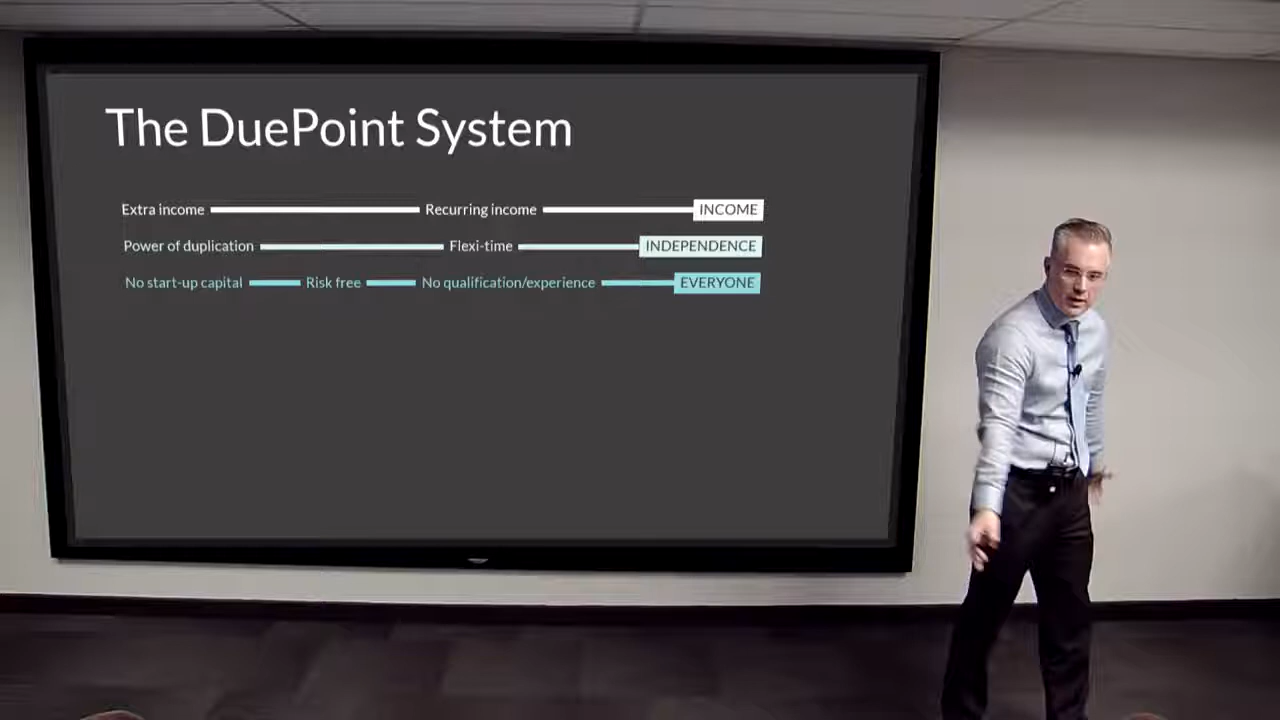 The DuePoint System
Extra income Recurring income INCOME
Power of duplication Flexi-time INDEPENDENCE
No start-up capital Risk free No qualification/experience EVERYONE